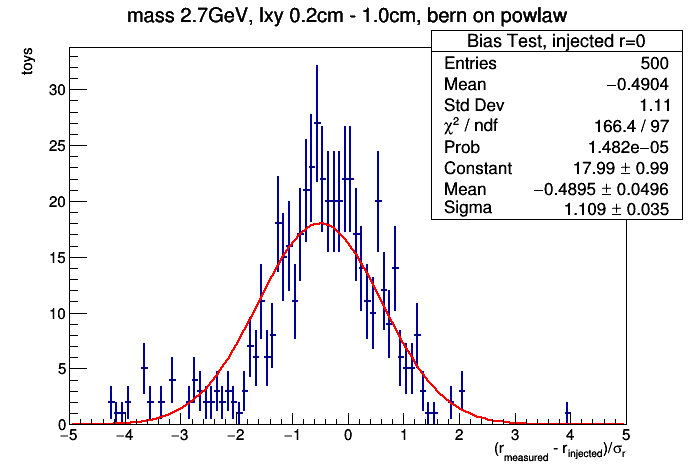 mass 2.7GeV, lxy 0.2cm - 1.0cm, bern on powlaw
toys
Bias Test, injected r=0
Entries 500
Mean −0.4904
Std Dev 1.11
χ² / ndf 166.4 / 97
Prob 1.482e−05
Constant 17.99 ± 0.99
Mean −0.4895 ± 0.0496
Sigma 1.109 ± 0.035
30
25
20
15
10
5
0
−5 −4 −3 −2 −1 0 1 2 3 4 5
(r_measured - r_injected)/σ_r